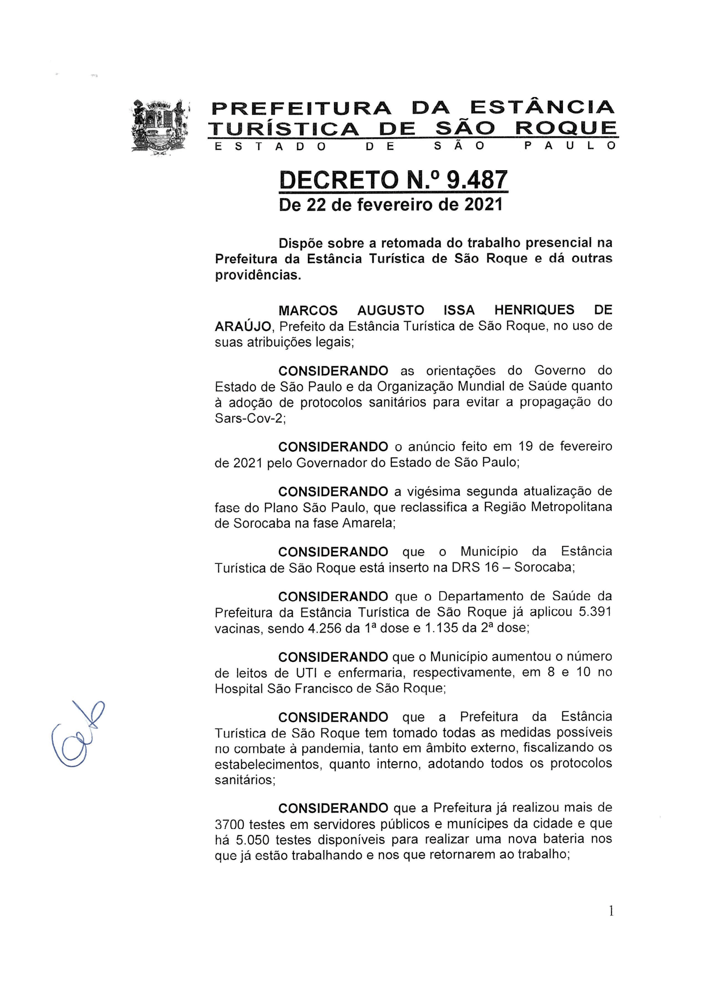 PREFEITURA DA ESTÂNCIA
TURÍSTICA DE SÃO ROQUE
ESTADO DE SÃO PAULO
DECRETO N.º 9.487
De 22 de fevereiro de 2021
Dispõe sobre a retomada do trabalho presencial na
Prefeitura da Estância Turística de São Roque e dá outras
providências.
MARCOS AUGUSTO ISSA HENRIQUES DE
ARAÚJO, Prefeito da Estância Turística de São Roque, no uso de
suas atribuições legais;
CONSIDERANDO as orientações do Governo do
Estado de São Paulo e da Organização Mundial de Saúde quanto
à adoção de protocolos sanitários para evitar a propagação do
Sars-Cov-2;
CONSIDERANDO o anúncio feito em 19 de fevereiro
de 2021 pelo Governador do Estado de São Paulo;
CONSIDERANDO a vigésima segunda atualização de
fase do Plano São Paulo, que reclassifica a Região Metropolitana
de Sorocaba na fase Amarela;
CONSIDERANDO que o Município da Estância
Turística de São Roque está inserto na DRS 16 – Sorocaba;
CONSIDERANDO que o Departamento de Saúde da
Prefeitura da Estância Turística de São Roque já aplicou 5.391
vacinas, sendo 4.256 da 1ª dose e 1.135 da 2ª dose;
CONSIDERANDO que o Município aumentou o número
de leitos de UTI e enfermaria, respectivamente, em 8 e 10 no
Hospital São Francisco de São Roque;
CONSIDERANDO que a Prefeitura da Estância
Turística de São Roque tem tomado todas as medidas possíveis
no combate à pandemia, tanto em âmbito externo, fiscalizando os
estabelecimentos, quanto interno, adotando todos os protocolos
sanitários;
CONSIDERANDO que a Prefeitura já realizou mais de
3700 testes em servidores públicos e munícipes da cidade e que
há 5.050 testes disponíveis para realizar uma nova bateria nos
que já estão trabalhando e nos que retornarem ao trabalho;
1